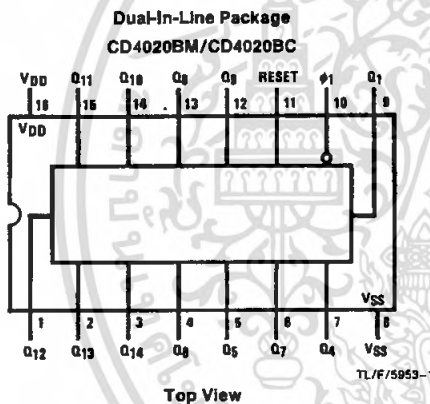 Dual-In-Line Package
CD4020BM/CD4020BC
VDD Q11 Q10 Q8 Q9 RESET ϕ1 Q1
16 15 14 13 12 11 10 9
VDD
VSS
1 2 3 4 5 6 7 8
Q12 Q13 Q14 Q6 Q5 Q7 Q4 VSS
TL/F/5953-1
Top View